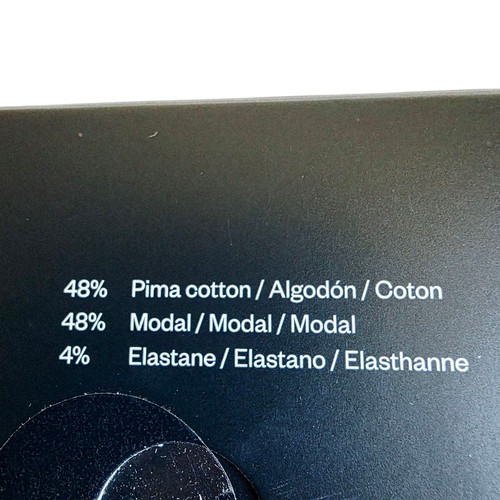 48% Pima cotton / Algodón / Coton
48% Modal / Modal / Modal
4% Elastane / Elastano / Elasthanne